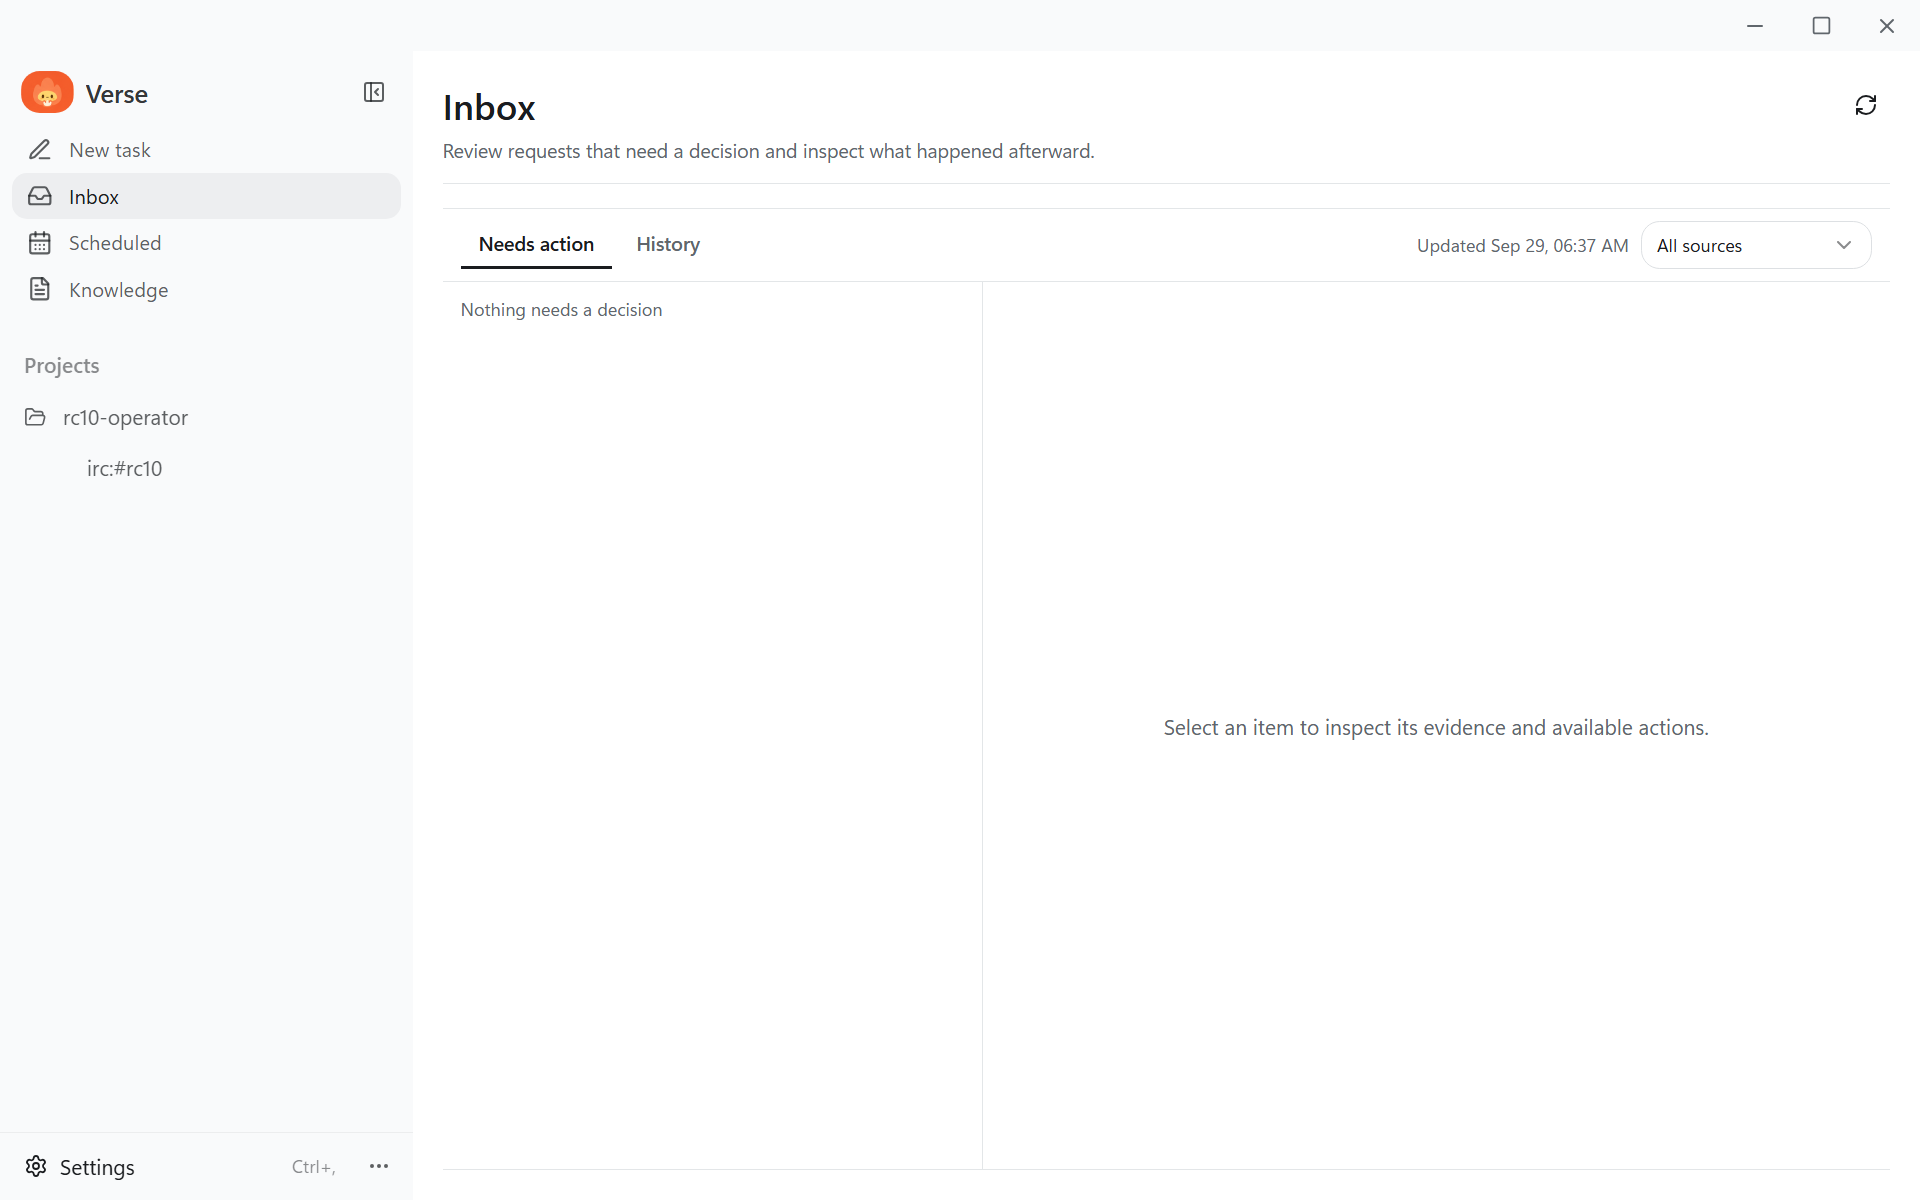 Verse
New task
Inbox
Scheduled
Knowledge
Projects
rc10-operator
irc:#rc10
Settings
Ctrl+,
Inbox
Review requests that need a decision and inspect what happened afterward.
Needs action
History
Updated Sep 29, 06:37 AM
All sources
Nothing needs a decision
Select an item to inspect its evidence and available actions.